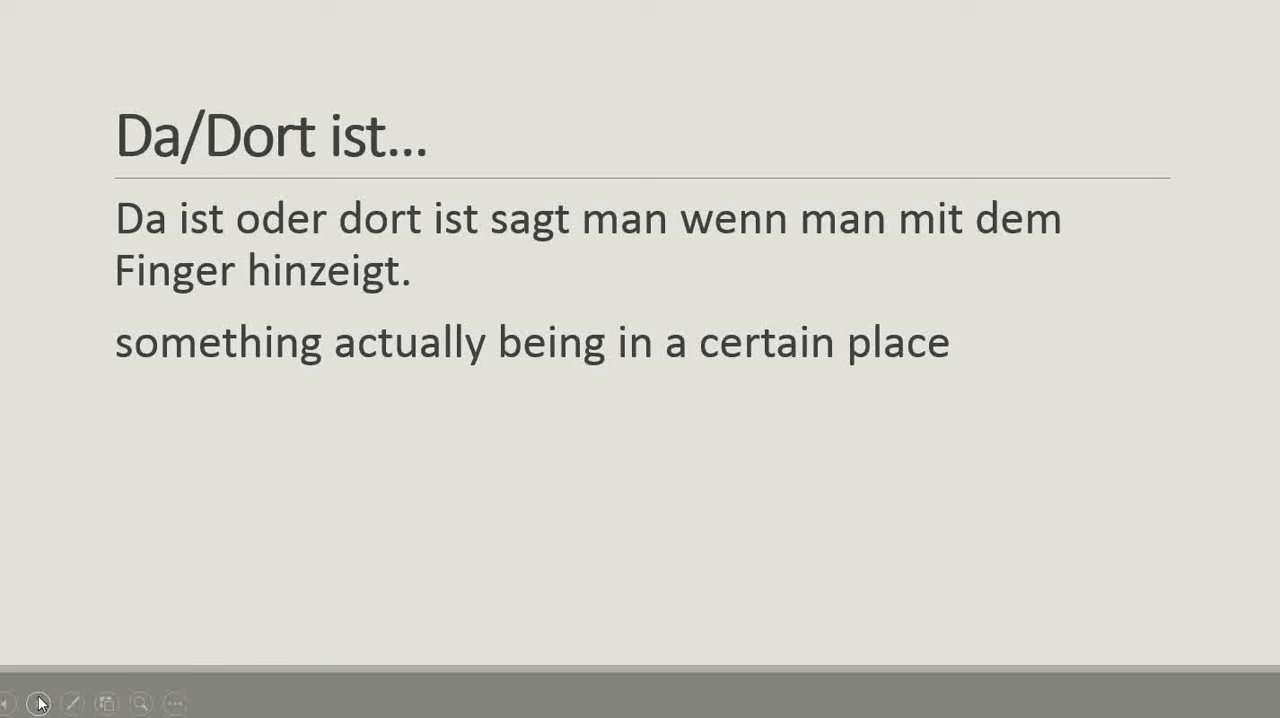 Da/Dort ist...
Da ist oder dort ist sagt man wenn man mit dem
Finger hinzeigt.
something actually being in a certain place